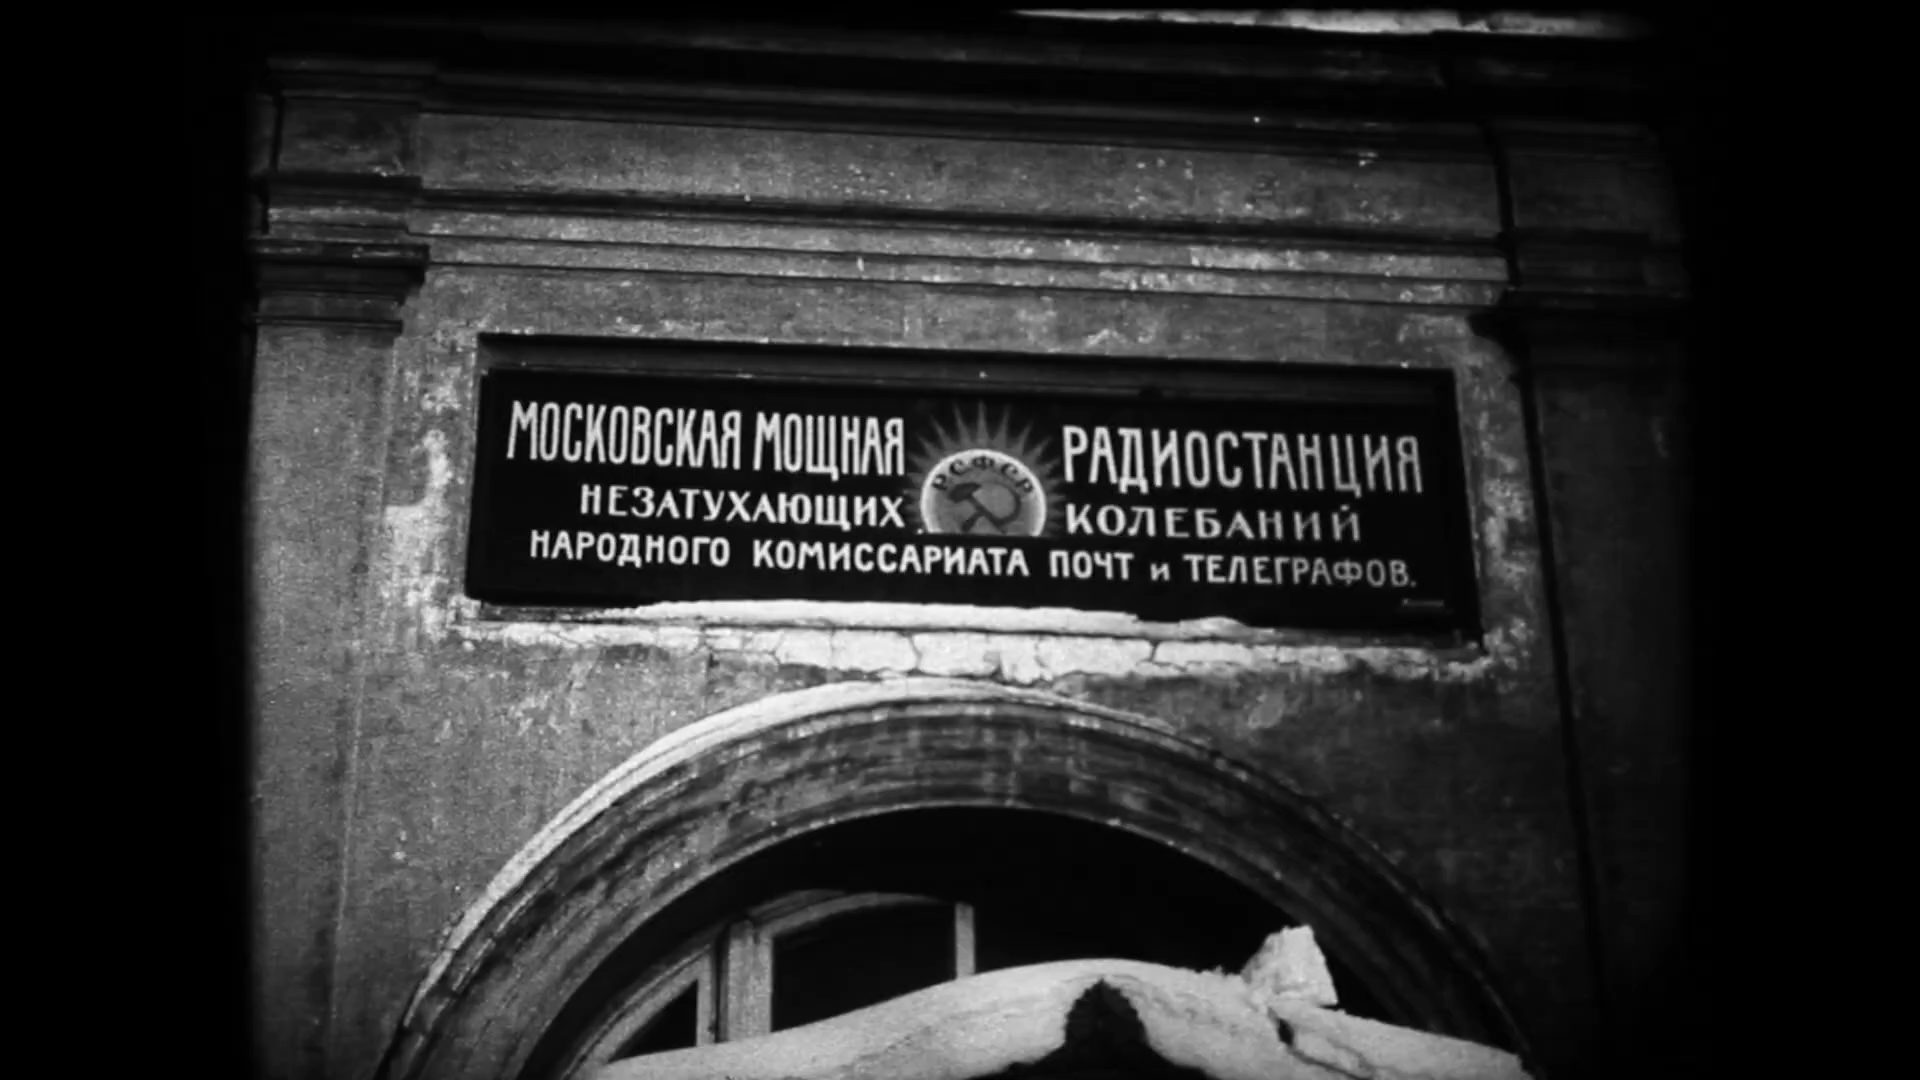 МОСКОВСКАЯ МОЩНАЯ РАДИОСТАНЦИЯ
РСФСР
НЕЗАТУХАЮЩИХ КОЛЕБАНИЙ
НАРОДНОГО КОМИССАРИАТА ПОЧТ и ТЕЛЕГРАФОВ.